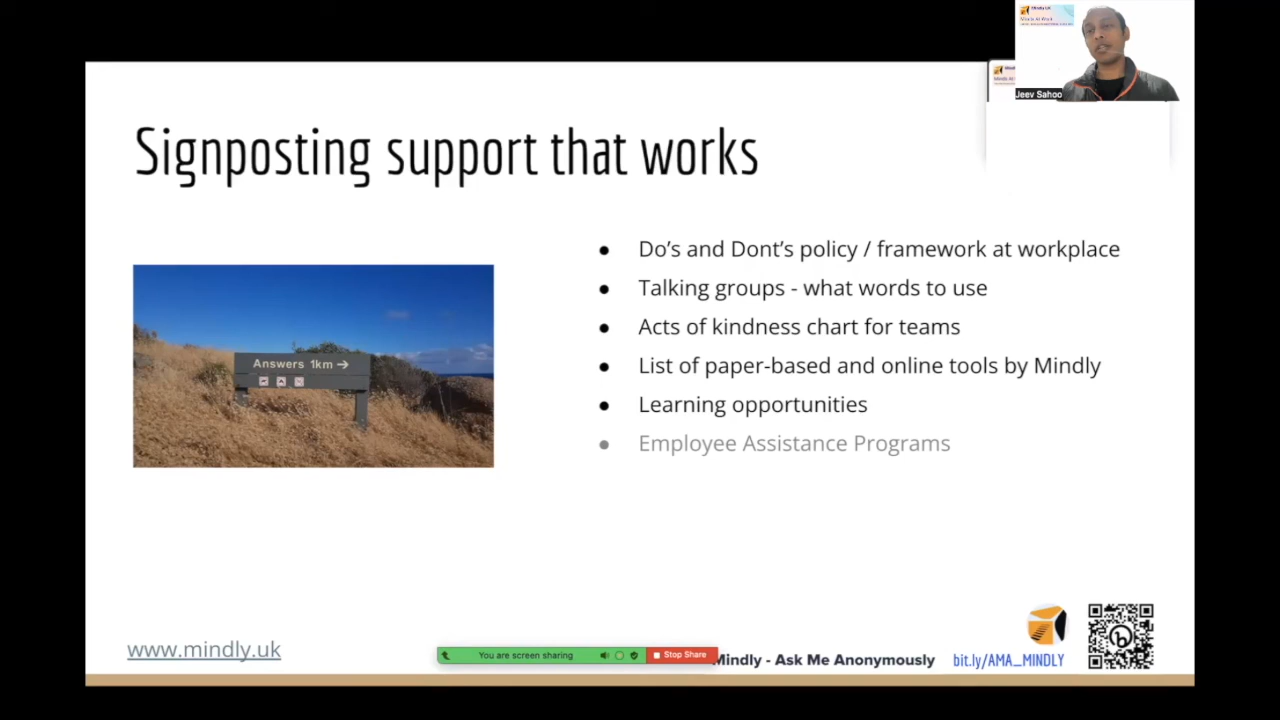 Mindly UK
Jeev Sahoo
Signposting support that works
Do's and Dont's policy / framework at workplace
Talking groups - what words to use
Acts of kindness chart for teams
List of paper-based and online tools by Mindly
Learning opportunities
Employee Assistance Programs
Answers 1km →
www.mindly.uk
You are screen sharing
Stop Share
Mindly - Ask Me Anonymously
bit.ly/AMA_MINDLY